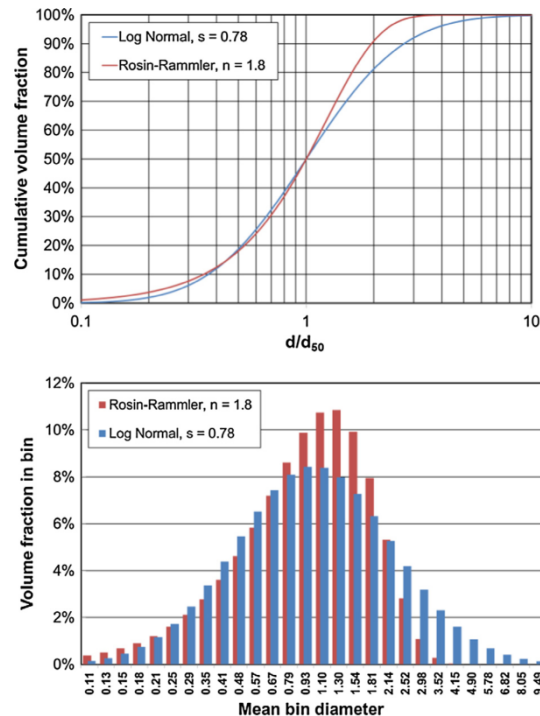 100%
90%
80%
70%
60%
50%
40%
30%
20%
10%
0%
Cumulative volume fraction
Log Normal, s = 0.78
Rosin-Rammler, n = 1.8
0.1 1 10
d/d50
12%
10%
8%
6%
4%
2%
0%
Volume fraction in bin
Rosin-Rammler, n = 1.8
Log Normal, s = 0.78
0.11 0.13 0.15 0.18 0.21 0.25 0.29 0.35 0.41 0.48 0.57 0.67 0.79 0.93 1.10 1.30 1.54 1.81 2.14 2.52 2.98 3.52 4.15 4.90 5.78 6.82 8.05 9.49
Mean bin diameter